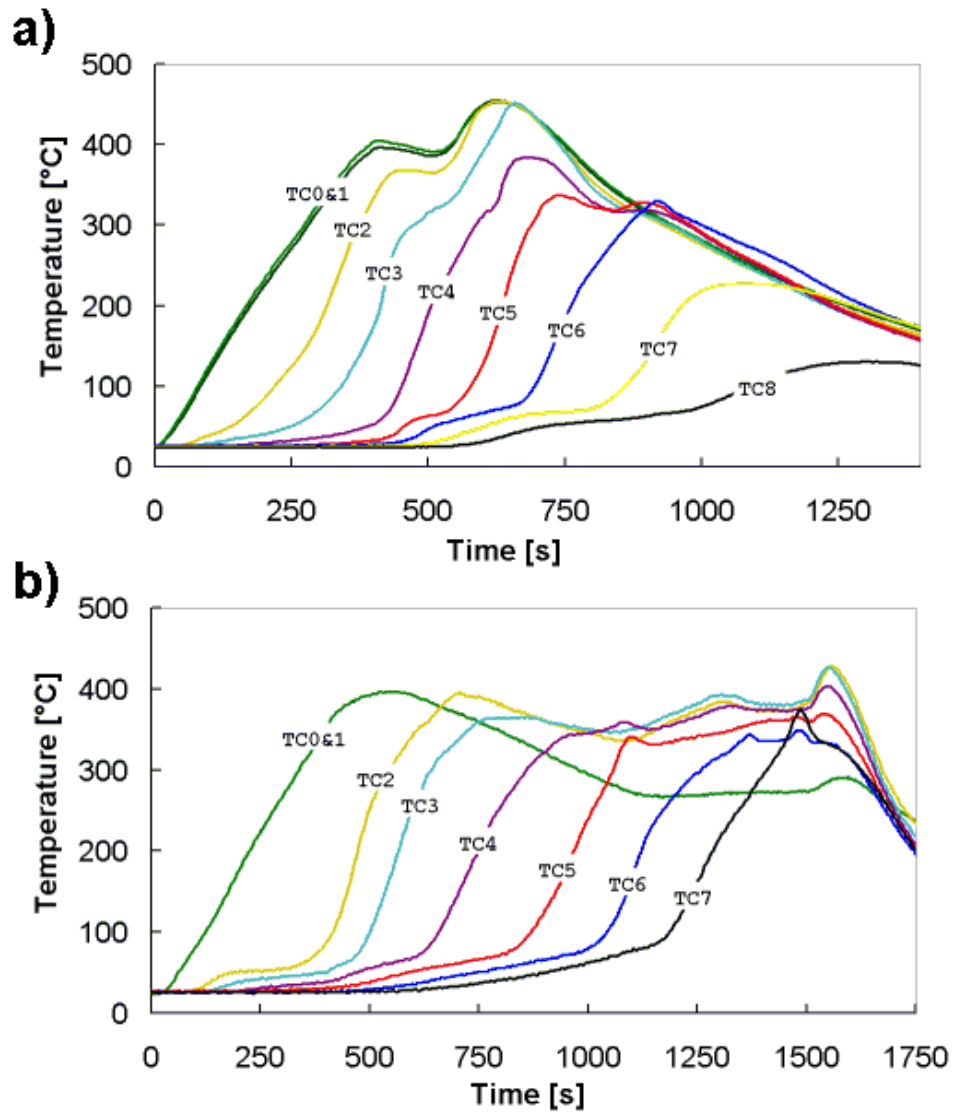 a)
Temperature [°C]
500
400
300
200
100
0
TC0&1
TC2
TC3
TC4
TC5
TC6
TC7
TC8
0 250 500 750 1000 1250
Time [s]
b)
Temperature [°C]
500
400
300
200
100
0
TC0&1
TC2
TC3
TC4
TC5
TC6
TC7
0 250 500 750 1000 1250 1500 1750
Time [s]